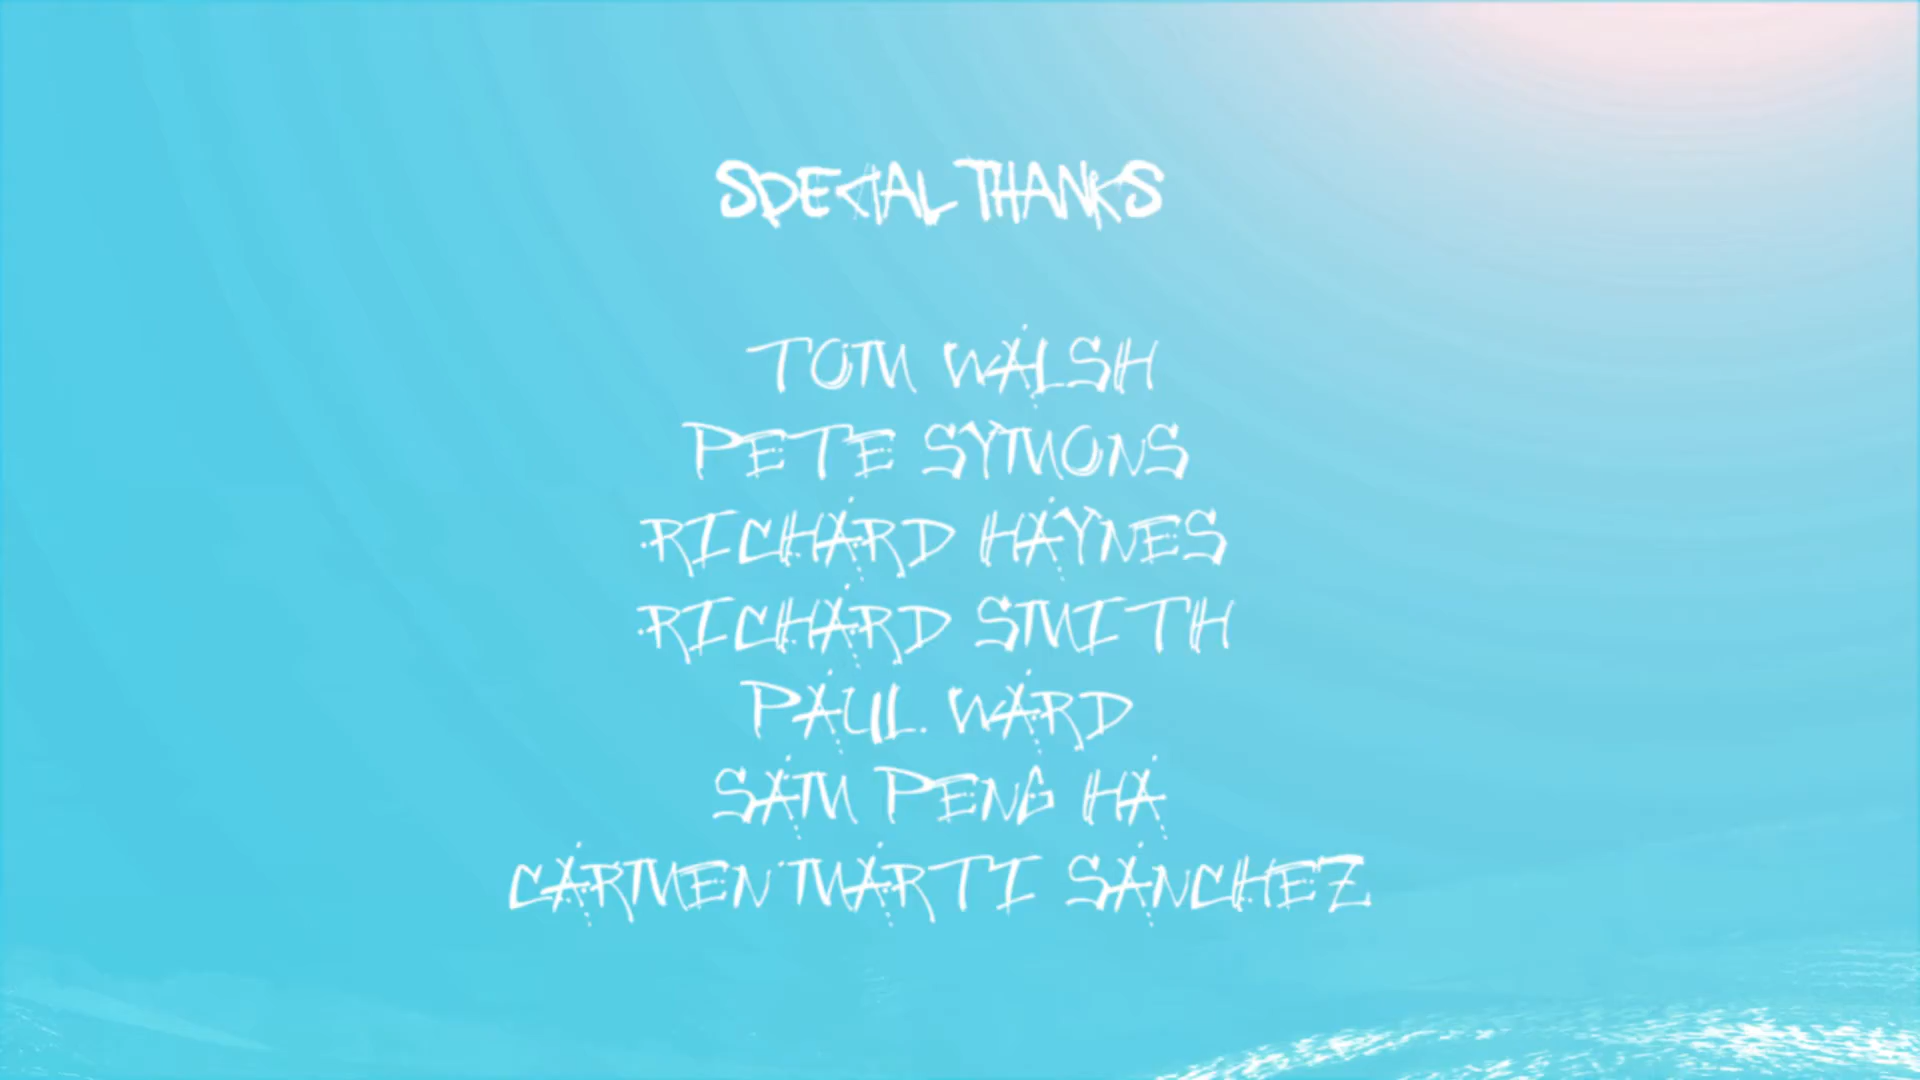 SPECIAL THANKS
TOM WALSH
PETE SYMONS
RICHARD HAYNES
RICHARD SMITH
PAUL WARD
SAM PENG HA
CARMEN MARTI SANCHEZ